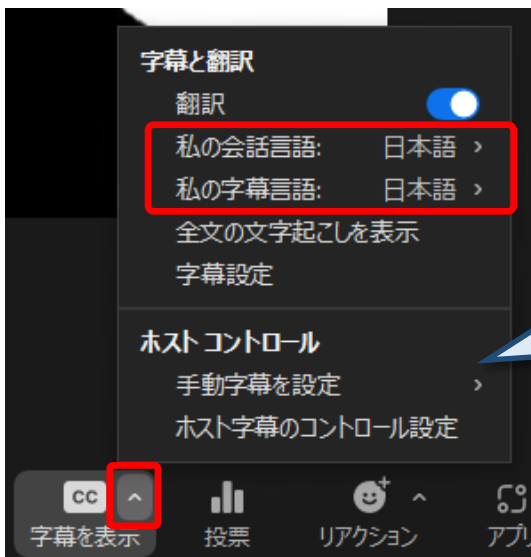 字幕と翻訳
翻訳
私の会話言語: 日本語 >
私の字幕言語: 日本語 >
全文の文字起こしを表示
字幕設定
ホスト コントロール
手動字幕を設定 >
ホスト字幕のコントロール設定
CC
字幕を表示 投票 リアクション アプリ